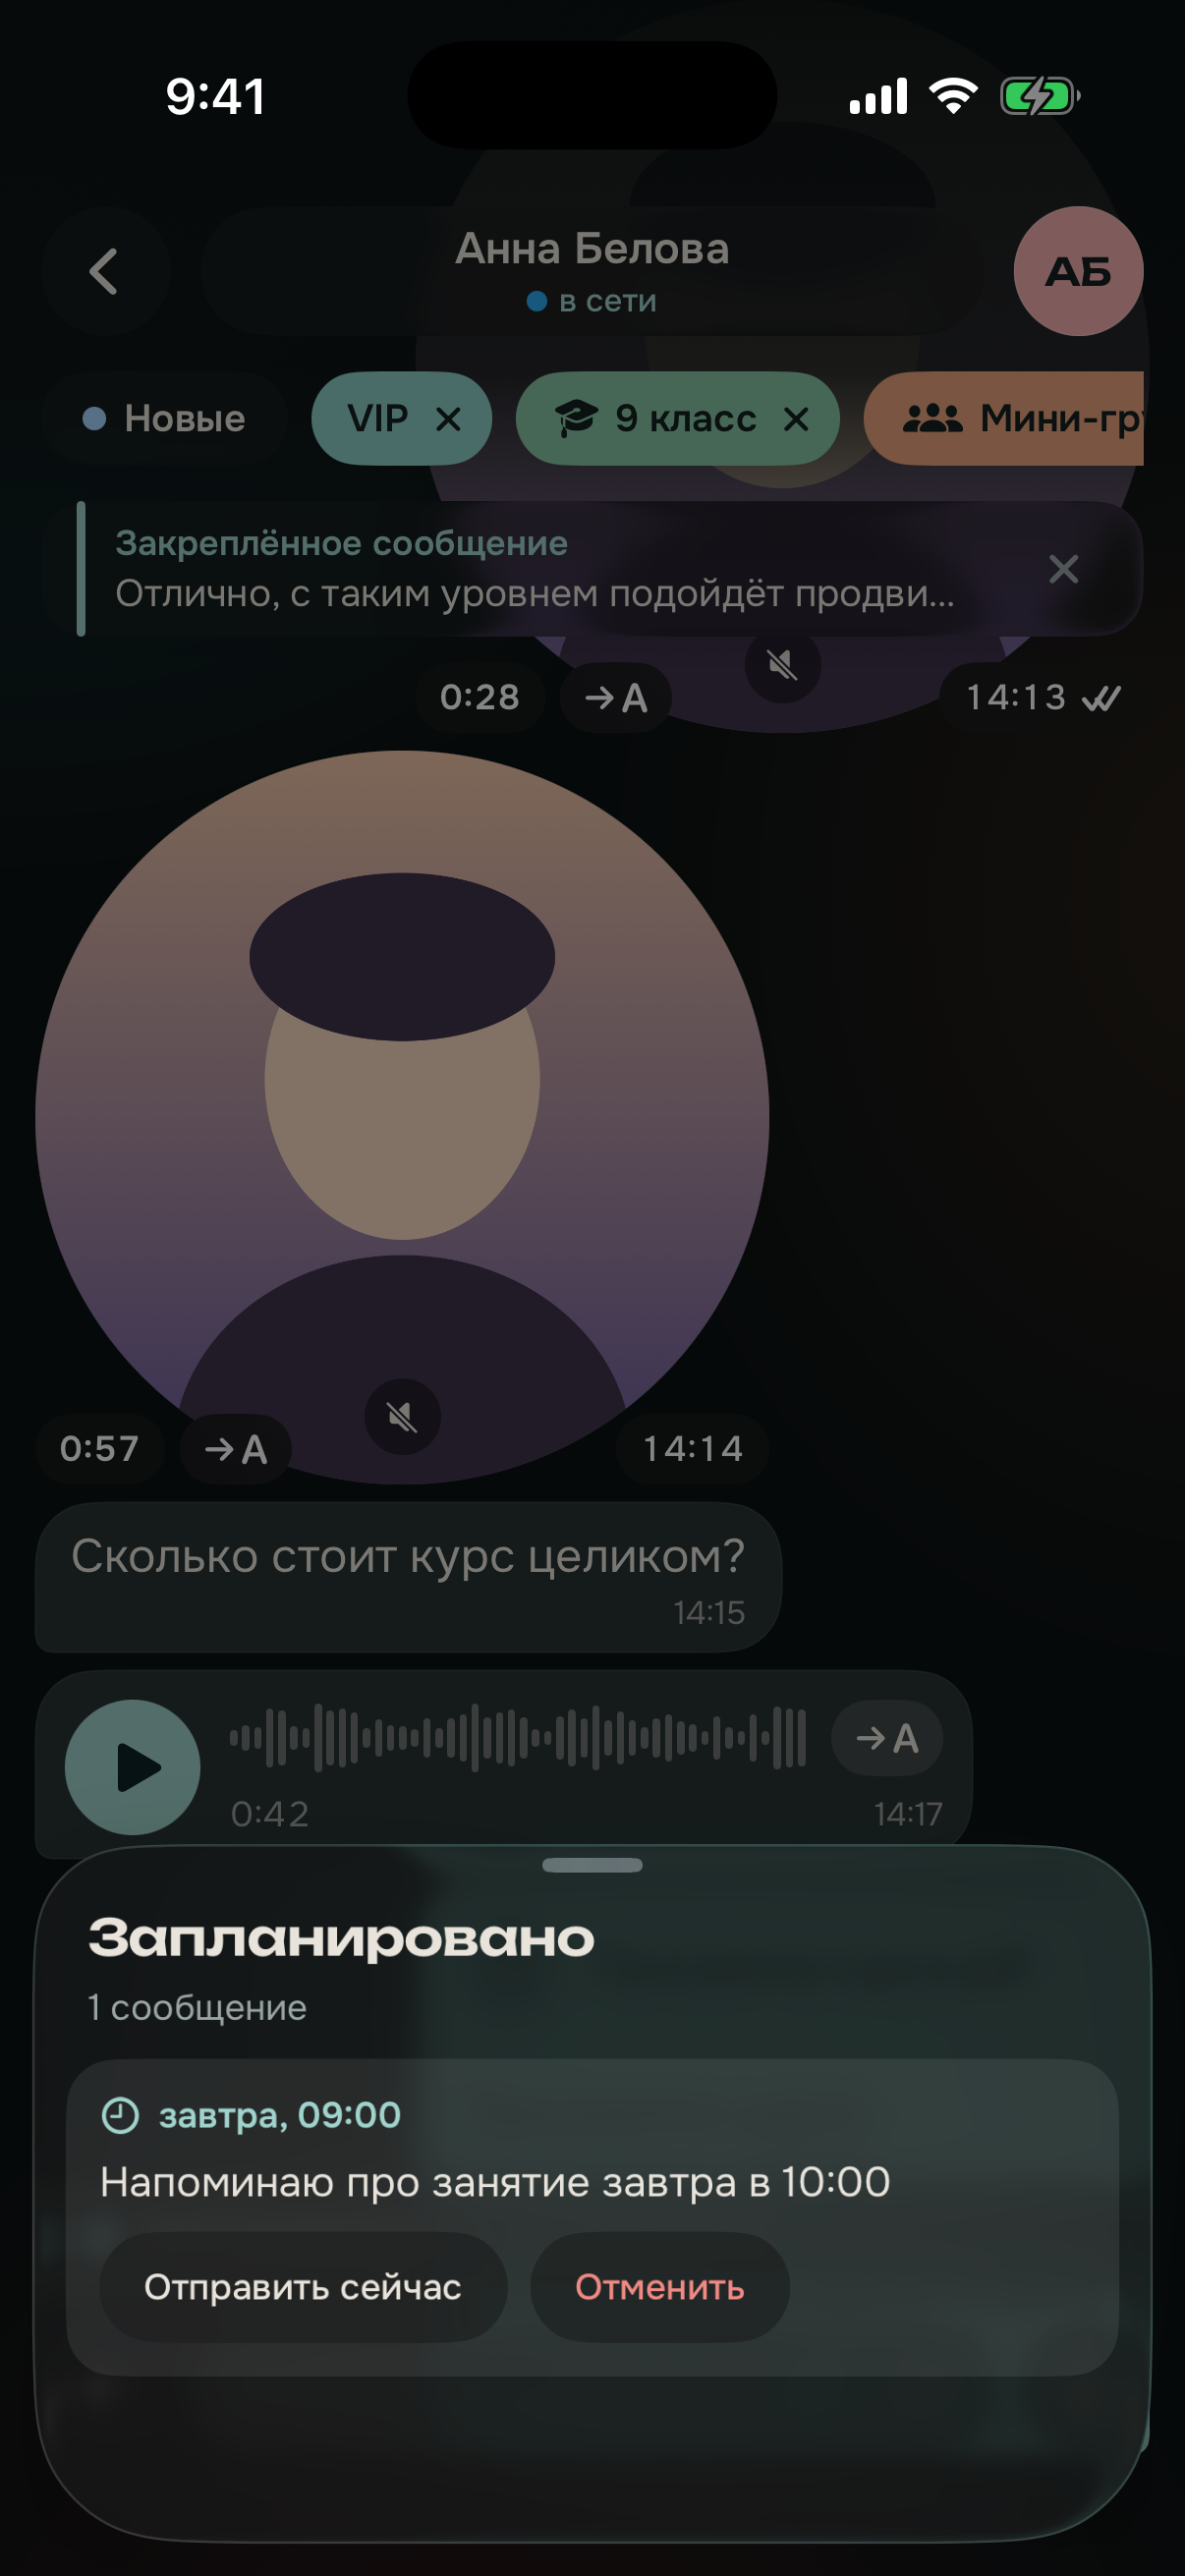 9:41
Анна Белова
в сети
АБ
Новые
VIP
9 класс
Мини-гр
Закреплённое сообщение
Отлично, с таким уровнем подойдёт продви...
0:28
→A
14:13
0:57
→A
14:14
Сколько стоит курс целиком?
14:15
→A
0:42
14:17
Запланировано
1 сообщение
завтра, 09:00
Напоминаю про занятие завтра в 10:00
Отправить сейчас
Отменить